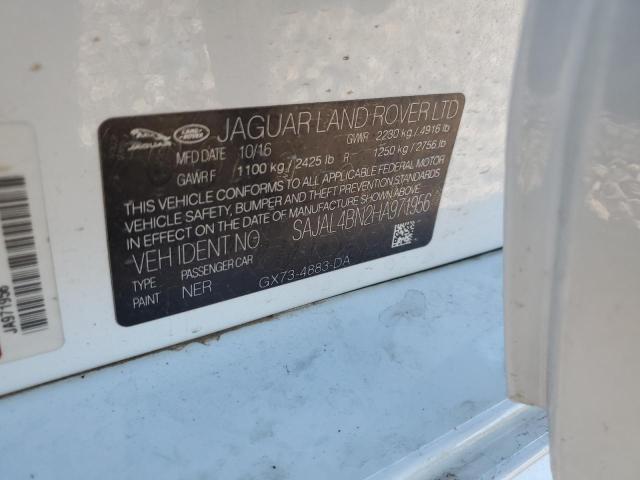 JAGUAR
LAND ROVER
JAGUAR LAND ROVER LTD
MFD DATE 10/16 GVWR 2230 kg / 4916 lb
GAWR F 1100 kg / 2425 lb R 1250 kg / 2756 lb
THIS VEHICLE CONFORMS TO ALL APPLICABLE FEDERAL MOTOR
VEHICLE SAFETY, BUMPER AND THEFT PREVENTION STANDARDS
IN EFFECT ON THE DATE OF MANUFACTURE SHOWN ABOVE
VEH IDENT NO SAJAL4BN2HA971956
TYPE PASSENGER CAR
PAINT NER GX73-4883-DA